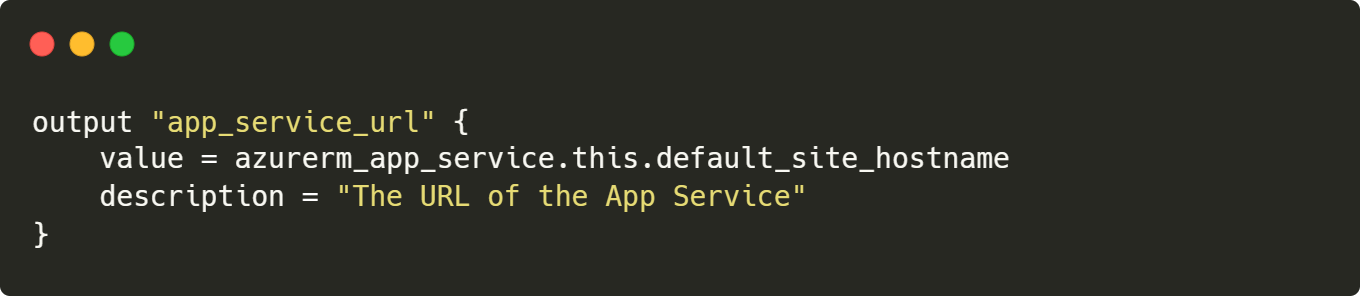 output "app_service_url" {
    value = azurerm_app_service.this.default_site_hostname
    description = "The URL of the App Service"
}